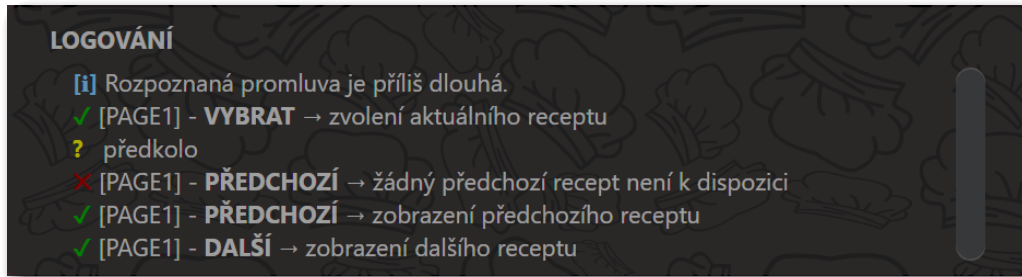 LOGOVÁNÍ
[i] Rozpoznaná promluva je příliš dlouhá.
✓ [PAGE1] - VYBRAT → zvolení aktuálního receptu
? předkolo
✕ [PAGE1] - PŘEDCHOZÍ → žádný předchozí recept není k dispozici
✓ [PAGE1] - PŘEDCHOZÍ → zobrazení předchozího receptu
✓ [PAGE1] - DALŠÍ → zobrazení dalšího receptu